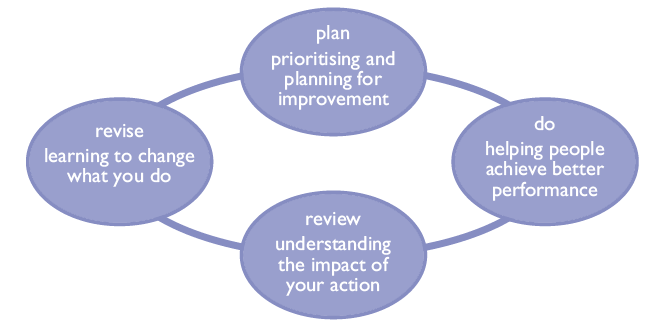 plan
prioritising and
planning for
improvement
do
helping people
achieve better
performance
review
understanding
the impact of
your action
revise
learning to change
what you do